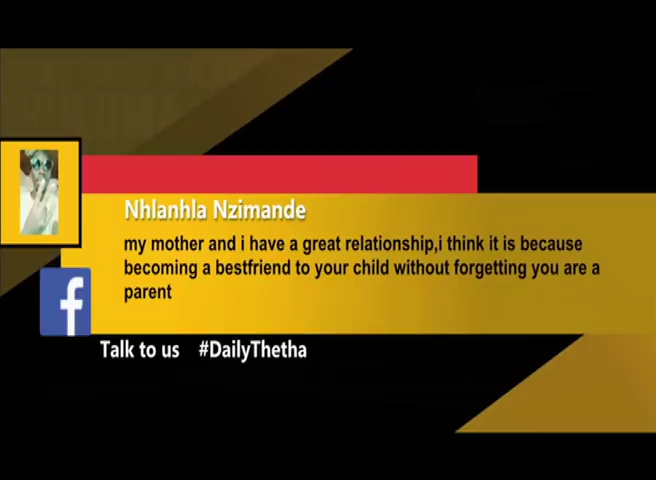 Nhlanhla Nzimande
my mother and i have a great relationship,i think it is because
becoming a bestfriend to your child without forgetting you are a
parent
f
Talk to us #DailyThetha